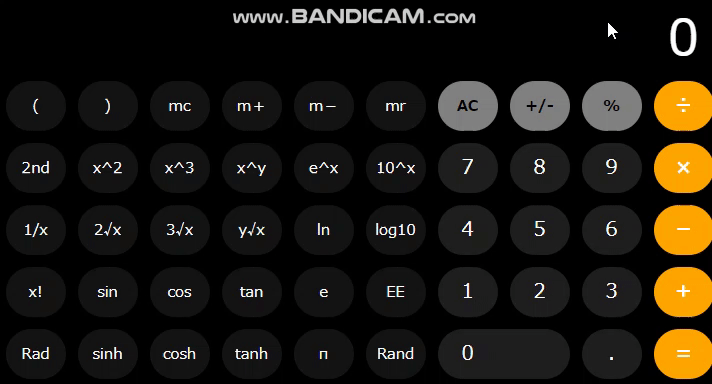 www.BANDICAM.com
0
( ) mc m+ m− mr AC +/- % ÷
2nd x^2 x^3 x^y e^x 10^x 7 8 9 ×
1/x 2√x 3√x y√x ln log10 4 5 6 −
x! sin cos tan e EE 1 2 3 +
Rad sinh cosh tanh п Rand 0 . =